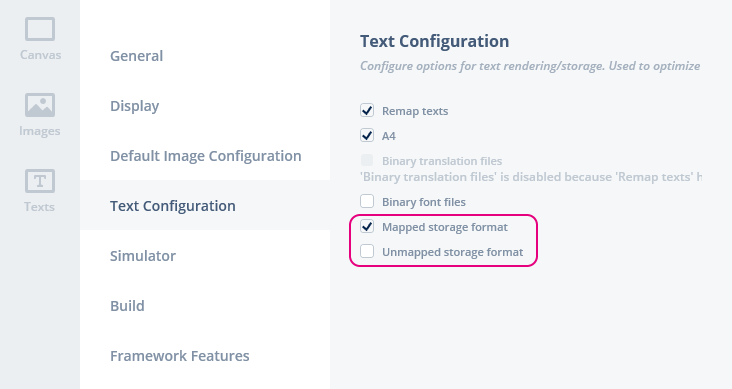 Canvas
Images
Texts
General
Display
Default Image Configuration
Text Configuration
Simulator
Build
Framework Features
Text Configuration
Configure options for text rendering/storage. Used to optimize
Remap texts
A4
Binary translation files
'Binary translation files' is disabled because 'Remap texts' h
Binary font files
Mapped storage format
Unmapped storage format